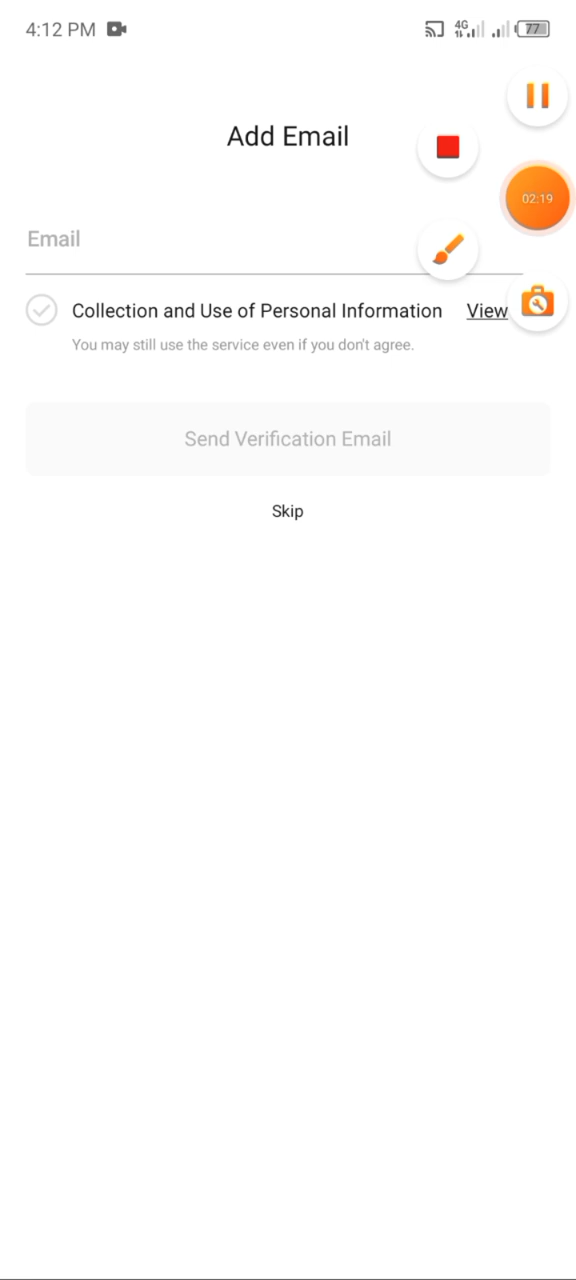 4:12 PM
4G
77
Add Email
02:19
Email
Collection and Use of Personal Information View
You may still use the service even if you don't agree.
Send Verification Email
Skip